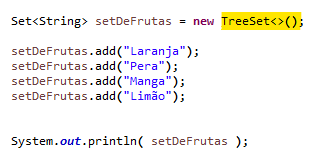 Set<String> setDeFrutas = new TreeSet<>();
setDeFrutas.add("Laranja");
setDeFrutas.add("Pera");
setDeFrutas.add("Manga");
setDeFrutas.add("Limão");
System.out.println( setDeFrutas );